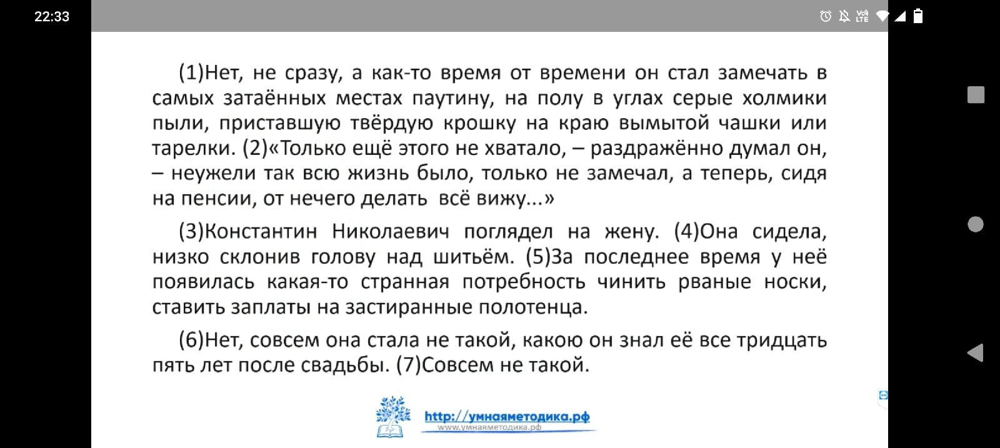 22:33
Vo) LTE
(1)Нет, не сразу, а как-то время от времени он стал замечать в
самых затаённых местах паутину, на полу в углах серые холмики
пыли, приставшую твёрдую крошку на краю вымытой чашки или
тарелки. (2)«Только ещё этого не хватало, – раздражённо думал он,
– неужели так всю жизнь было, только не замечал, а теперь, сидя
на пенсии, от нечего делать всё вижу...»
(3)Константин Николаевич поглядел на жену. (4)Она сидела,
низко склонив голову над шитьём. (5)За последнее время у неё
появилась какая-то странная потребность чинить рваные носки,
ставить заплаты на застиранные полотенца.
(6)Нет, совсем она стала не такой, какою он знал её все тридцать
пять лет после свадьбы. (7)Совсем не такой.
http://умнаяметодика.рф
www.умнаяметодика.рф